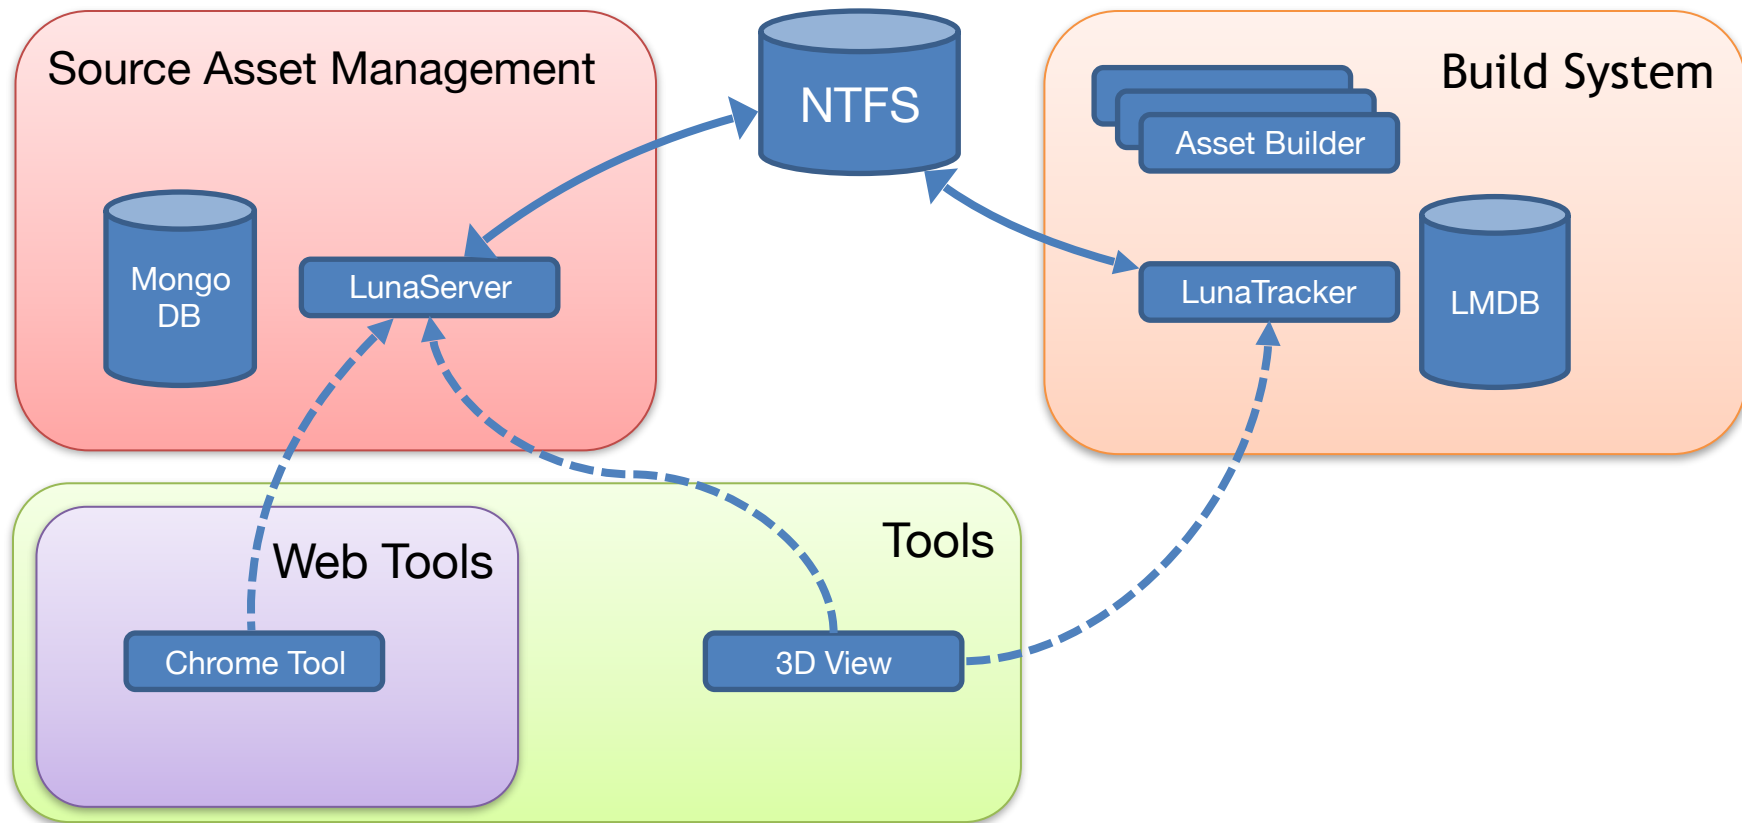 Source Asset Management
NTFS
Build System
Asset Builder
Mongo
DB
LunaServer
LunaTracker
LMDB
Web Tools
Tools
Chrome Tool
3D View